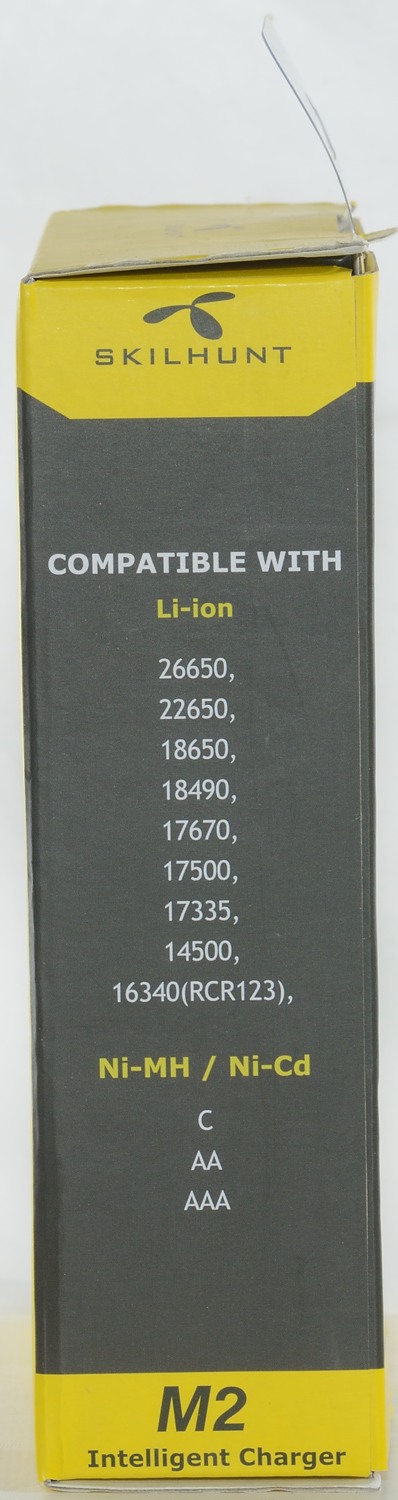 SKILHUNT
COMPATIBLE WITH
Li-ion
26650,
22650,
18650,
18490,
17670,
17500,
17335,
14500,
16340(RCR123),
Ni-MH / Ni-Cd
C
AA
AAA
M2
Intelligent Charger